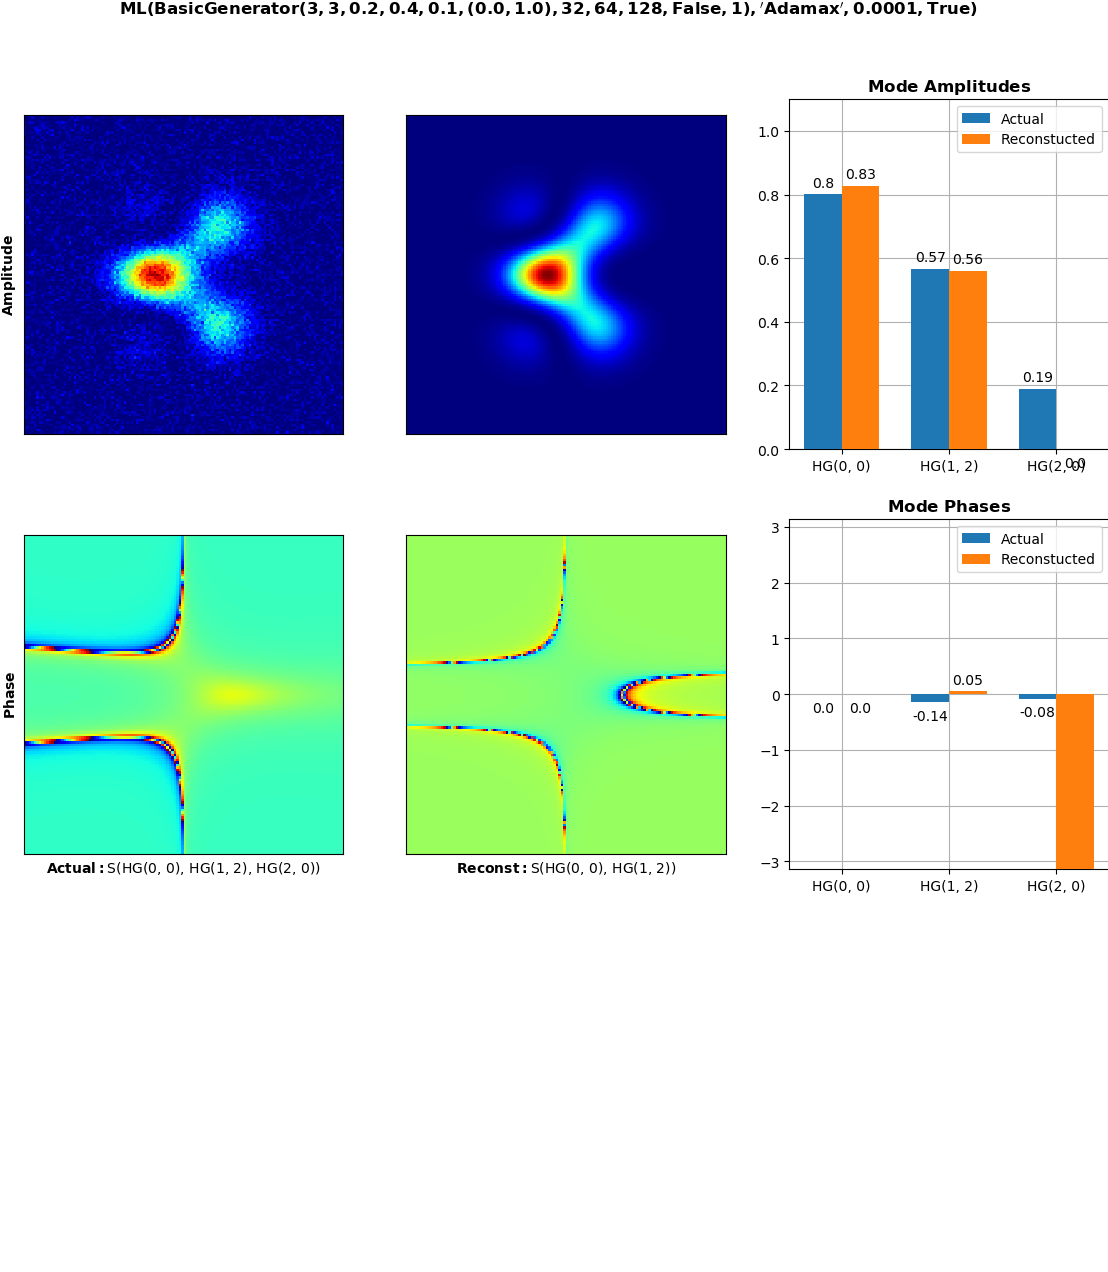 ML(BasicGenerator(3, 3, 0.2, 0.4, 0.1, (0.0, 1.0), 32, 64, 128, False, 1), 'Adamax', 0.0001, True)
Amplitude
Mode Amplitudes
Actual
Reconstucted
1.0
0.8
0.6
0.4
0.2
0.0
0.8
0.83
0.57
0.56
0.19
0.0
HG(0, 0)
HG(1, 2)
HG(2, 0)
Phase
Actual: S(HG(0, 0), HG(1, 2), HG(2, 0))
Reconst: S(HG(0, 0), HG(1, 2))
Mode Phases
Actual
Reconstucted
3
2
1
0
−1
−2
−3
0.0
0.0
-0.14
0.05
-0.08
HG(0, 0)
HG(1, 2)
HG(2, 0)